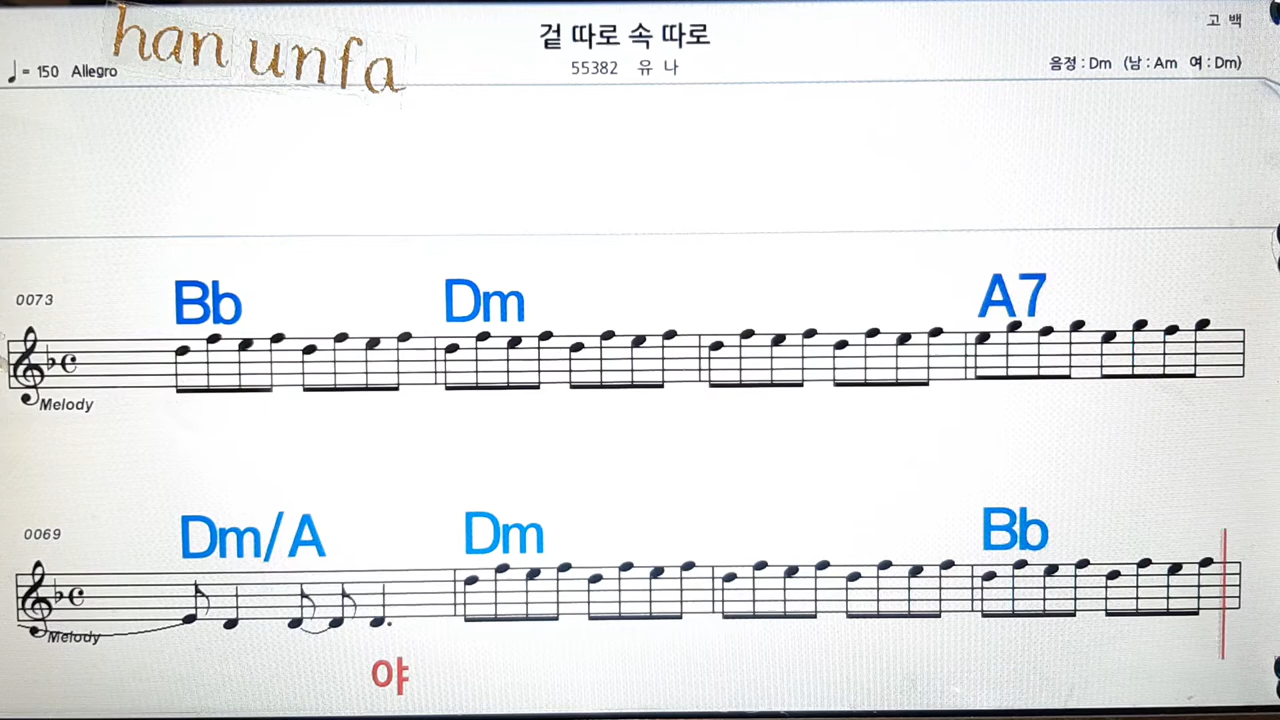 han unfa
겉 따로 속 따로
고 백
♩= 150 Allegro
55382 유 나
음정 : Dm (남 : Am 여 : Dm)
0073
Bb Dm A7
Melody
0069
Dm/A Dm Bb
Melody
야